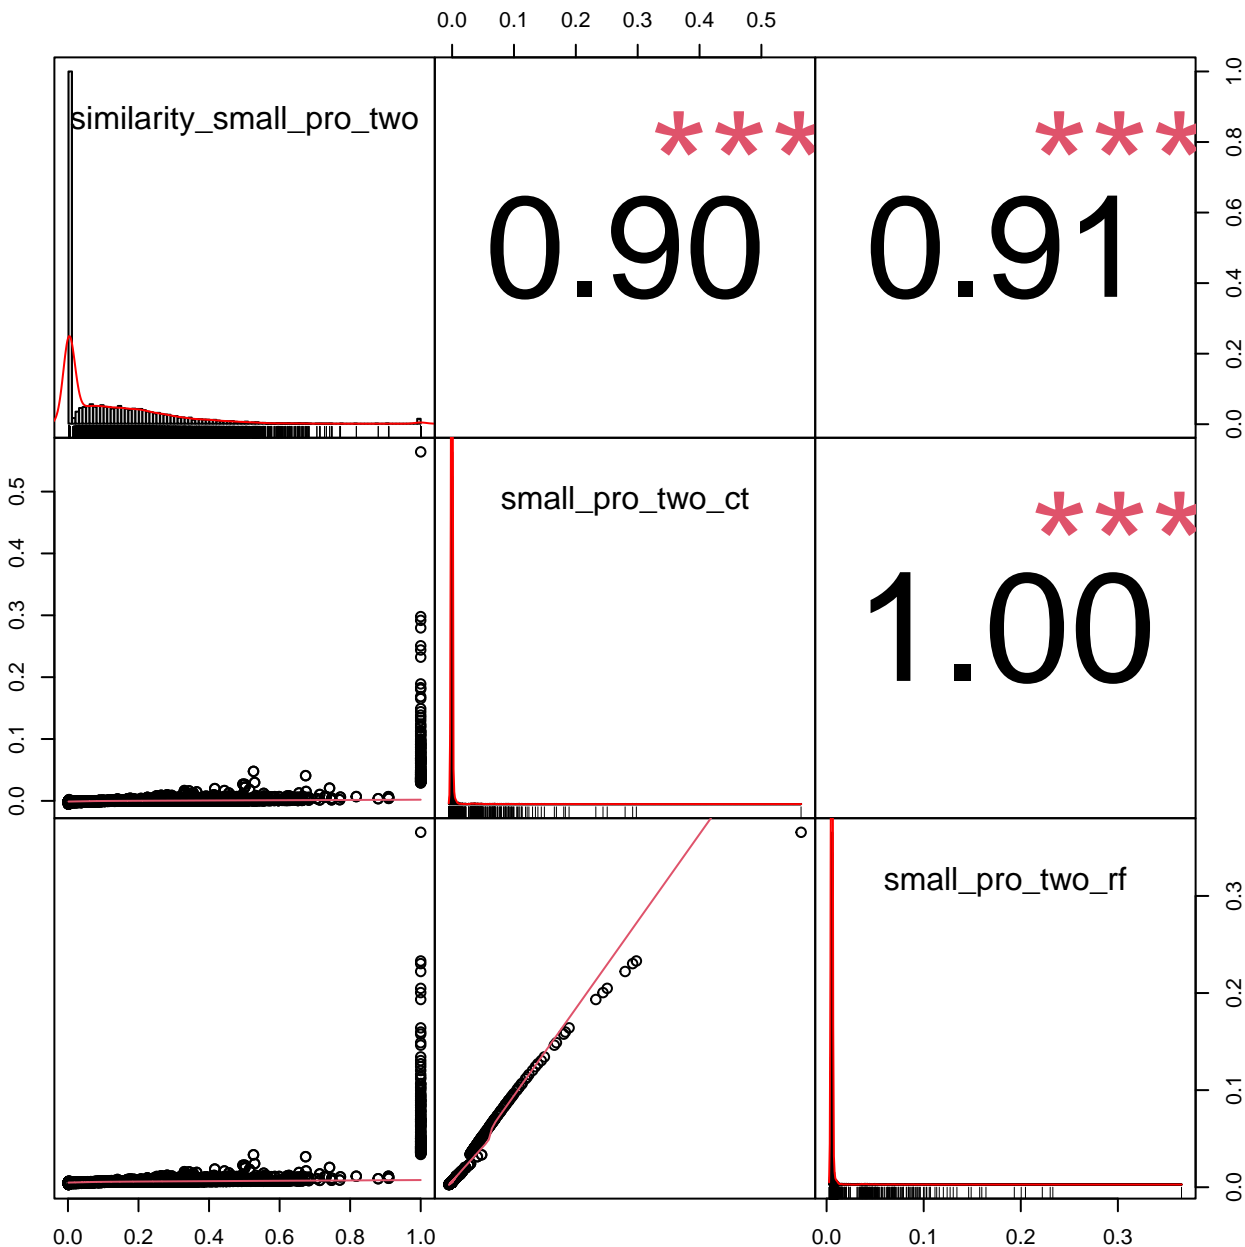 0.0 0.1 0.2 0.3 0.4 0.5
similarity_small_pro_two
***
0.90
***
0.91
0.0 0.2 0.4 0.6 0.8 1.0
0.0 0.1 0.2 0.3 0.4 0.5
small_pro_two_ct
***
1.00
small_pro_two_rf
0.0 0.1 0.2 0.3
0.0 0.2 0.4 0.6 0.8 1.0
0.0 0.1 0.2 0.3